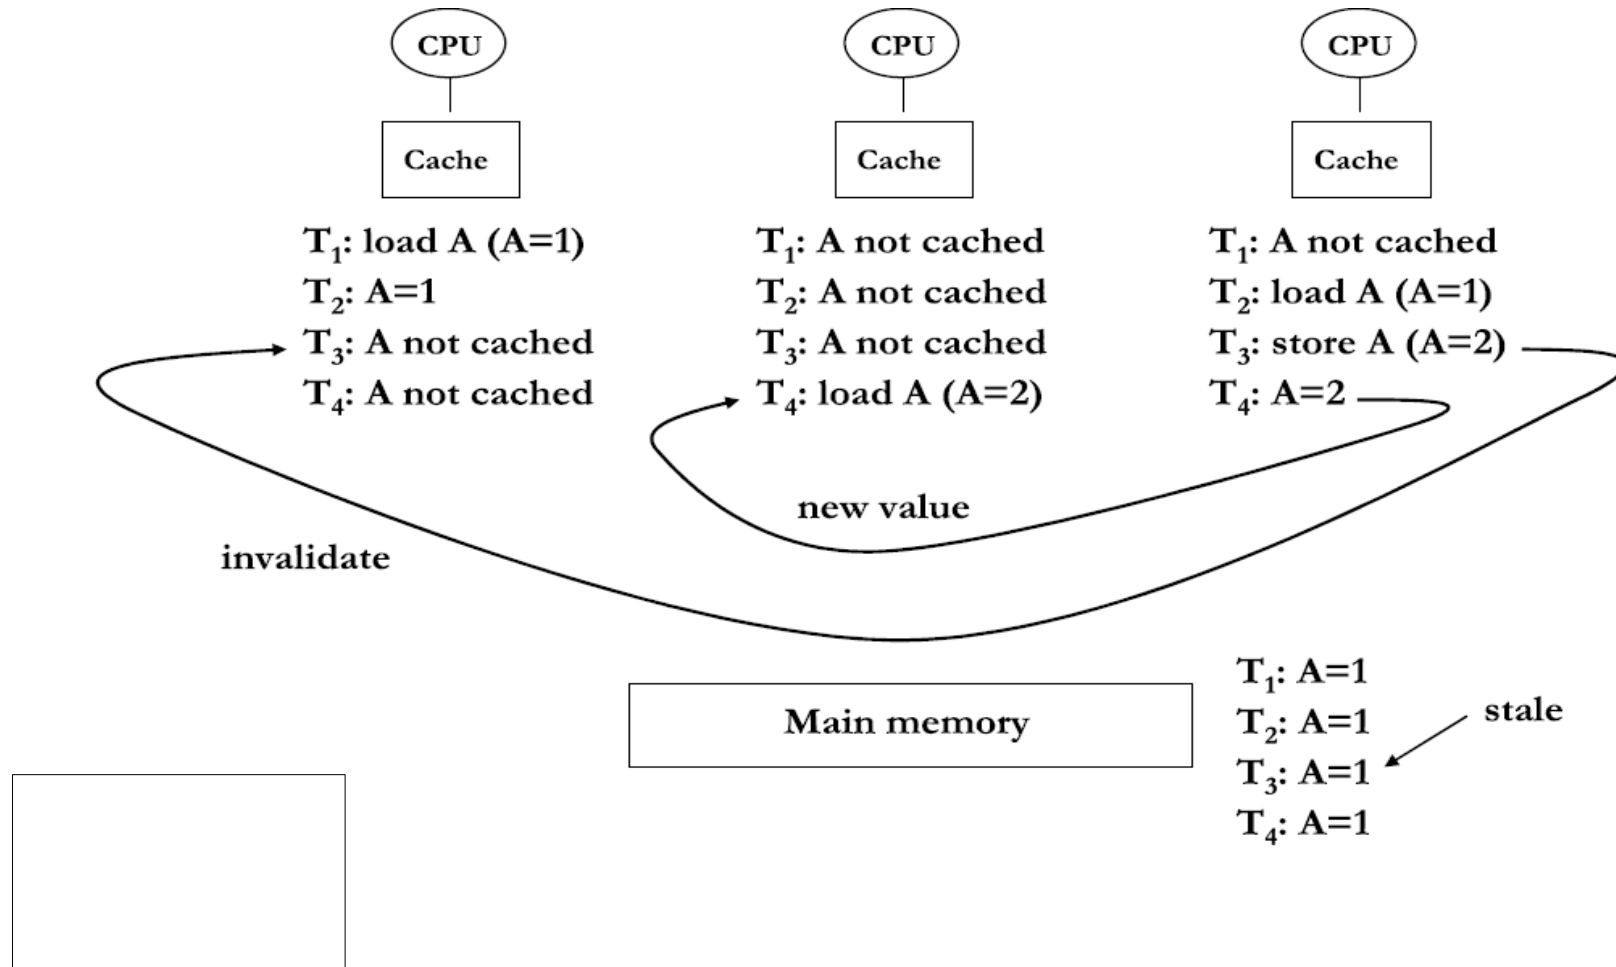 CPU
CPU
CPU
Cache
Cache
Cache
T₁: load A (A=1)
T₂: A=1
T₃: A not cached
T₄: A not cached
T₁: A not cached
T₂: A not cached
T₃: A not cached
T₄: load A (A=2)
T₁: A not cached
T₂: load A (A=1)
T₃: store A (A=2)
T₄: A=2
new value
invalidate
Main memory
T₁: A=1
T₂: A=1
T₃: A=1
T₄: A=1
stale